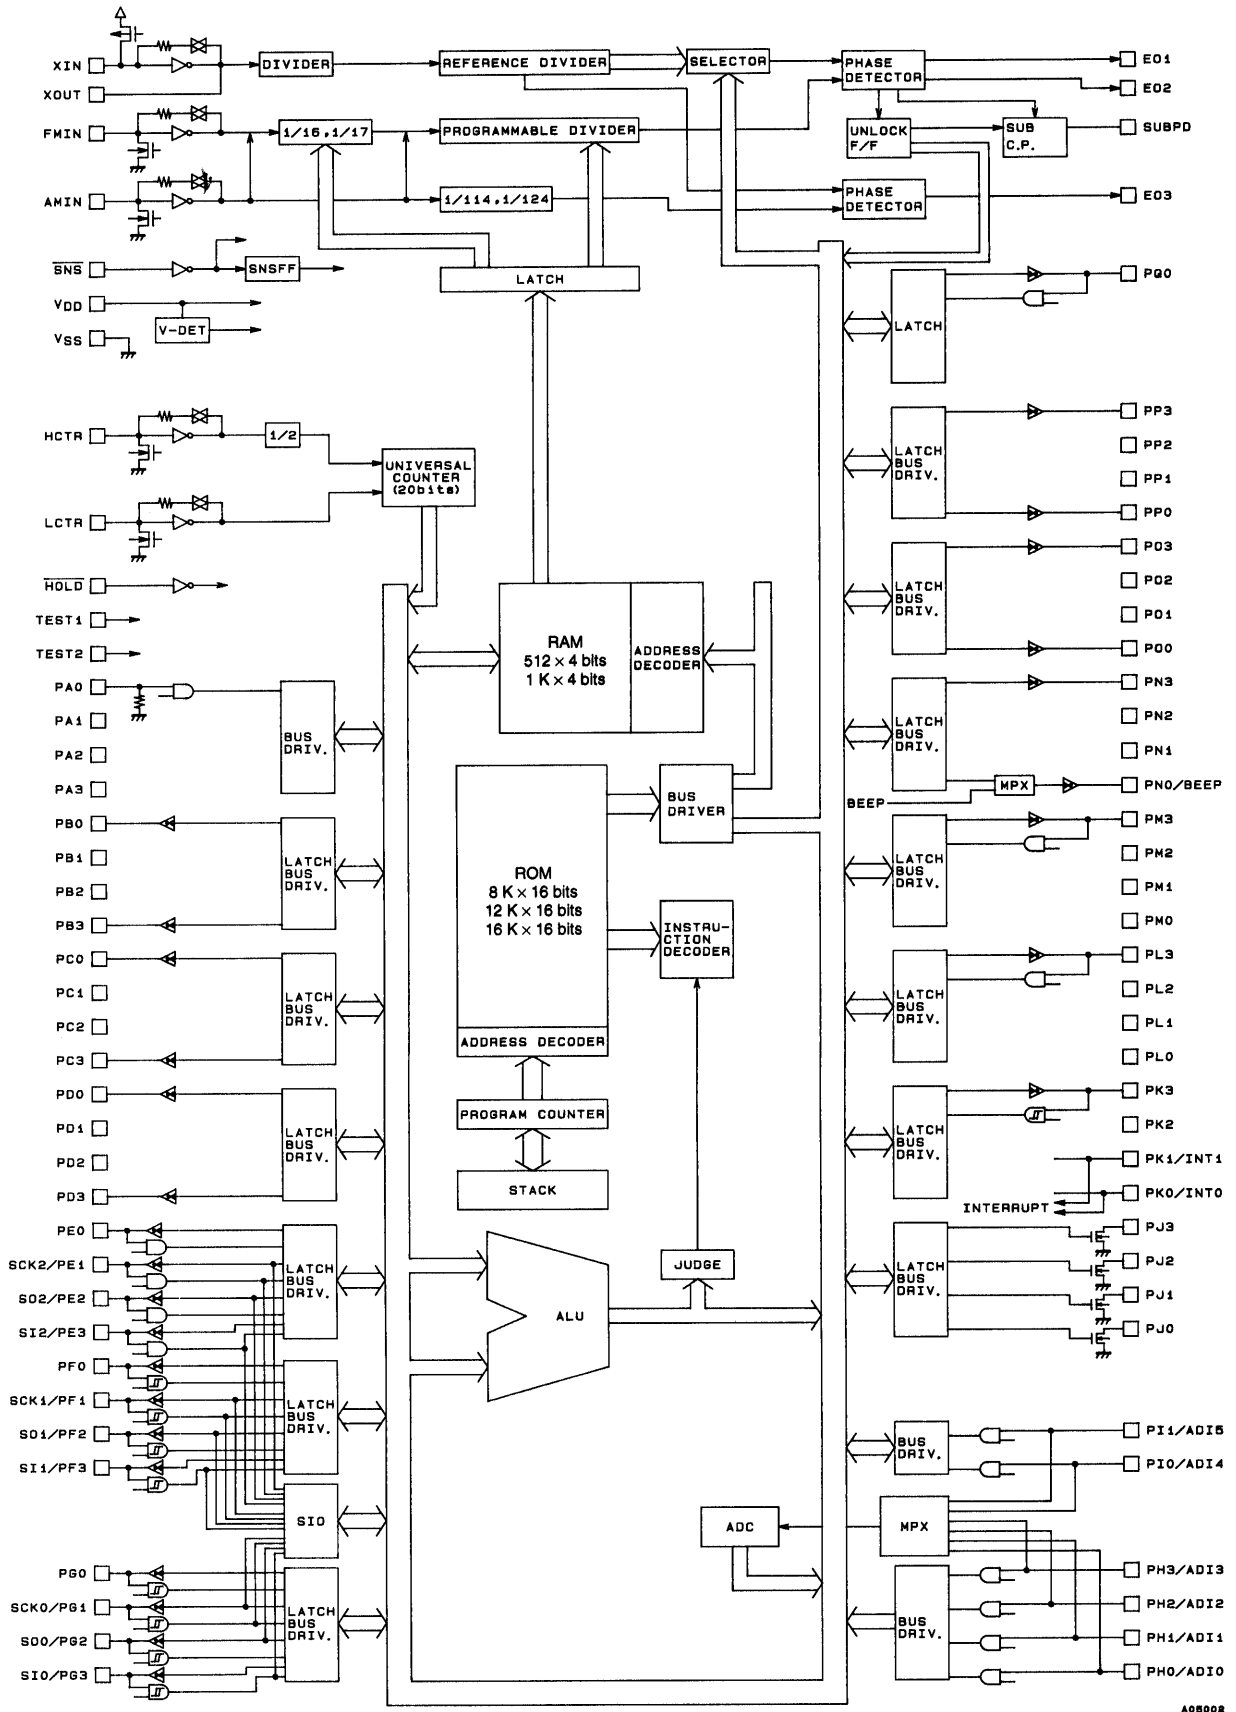 XIN
XOUT
FMIN
AMIN
SNS
VDD
VSS
HCTR
LCTR
HOLD
TEST1
TEST2
PA0
PA1
PA2
PA3
PB0
PB1
PB2
PB3
PC0
PC1
PC2
PC3
PD0
PD1
PD2
PD3
PE0
SCK2/PE1
SO2/PE2
SI2/PE3
PF0
SCK1/PF1
SO1/PF2
SI1/PF3
PG0
SCK0/PG1
SO0/PG2
SI0/PG3
DIVIDER
REFERENCE DIVIDER
SELECTOR
PHASE
DETECTOR
1/16,1/17
PROGRAMMABLE DIVIDER
UNLOCK
F/F
SUB
C.P.
1/114,1/124
PHASE
DETECTOR
SNSFF
V-DET
LATCH
1/2
UNIVERSAL
COUNTER
(20bits)
RAM
512 × 4 bits
1 K × 4 bits
ADDRESS
DECODER
BUS
DRIV.
LATCH
BUS
DRIV.
LATCH
BUS
DRIV.
LATCH
BUS
DRIV.
LATCH
BUS
DRIV.
LATCH
BUS
DRIV.
SIO
LATCH
BUS
DRIV.
ROM
8 K × 16 bits
12 K × 16 bits
16 K × 16 bits
ADDRESS DECODER
BUS
DRIVER
INSTRU-
CTION
DECODER
PROGRAM COUNTER
STACK
JUDGE
ALU
ADC
MPX
LATCH
LATCH
BUS
DRIV.
LATCH
BUS
DRIV.
LATCH
BUS
DRIV.
BEEP
MPX
LATCH
BUS
DRIV.
LATCH
BUS
DRIV.
LATCH
BUS
DRIV.
INTERRUPT
LATCH
BUS
DRIV.
BUS
DRIV.
BUS
DRIV.
EO1
EO2
SUBPD
EO3
PQ0
PP3
PP2
PP1
PP0
PO3
PO2
PO1
PO0
PN3
PN2
PN1
PN0/BEEP
PM3
PM2
PM1
PM0
PL3
PL2
PL1
PL0
PK3
PK2
PK1/INT1
PK0/INT0
PJ3
PJ2
PJ1
PJ0
PI1/ADI5
PI0/ADI4
PH3/ADI3
PH2/ADI2
PH1/ADI1
PH0/ADI0
A05002